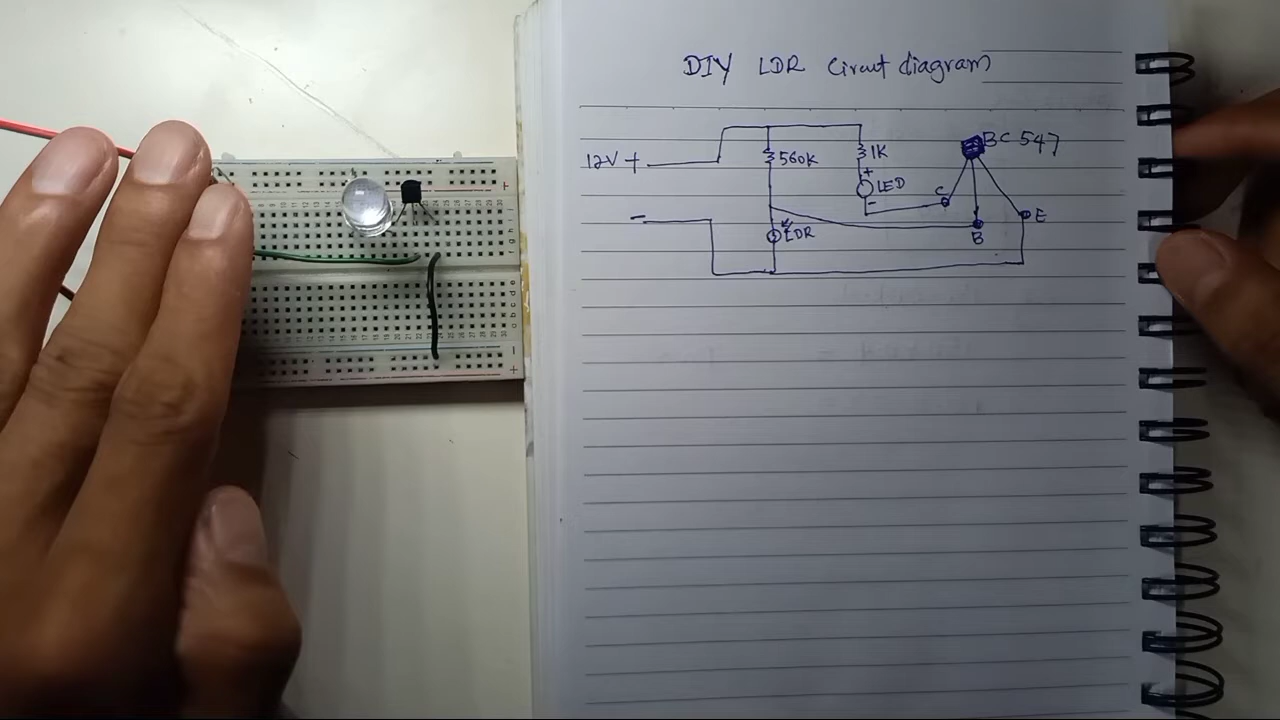 DIY LDR Circut diagram
BC 547
12V +
560K
1K
+
LED
-
C
-
E
LDR
B